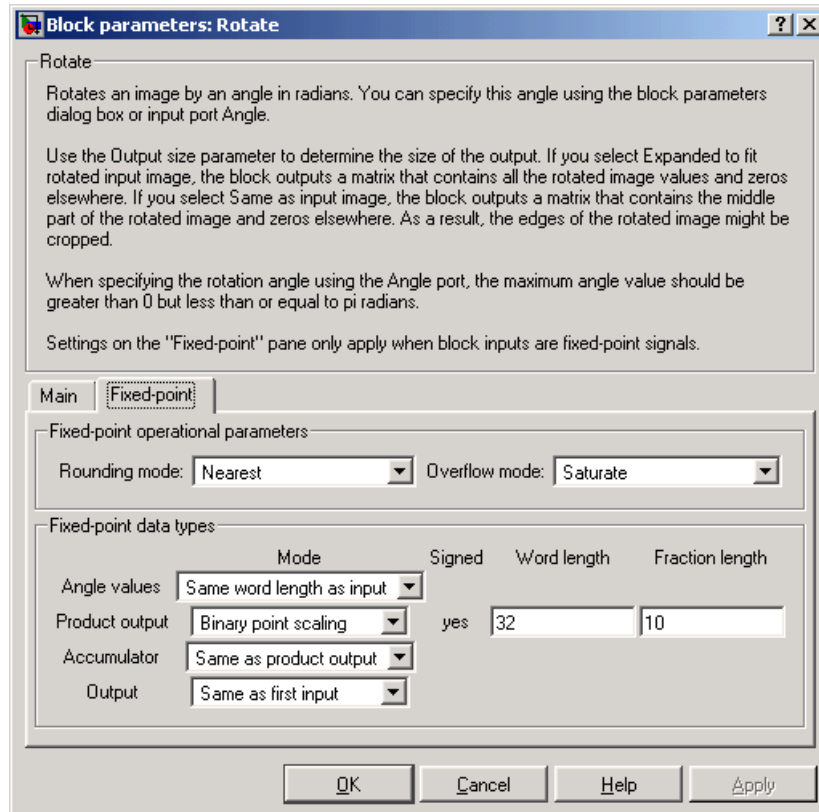 Block parameters: Rotate
Rotate
Rotates an image by an angle in radians. You can specify this angle using the block parameters
dialog box or input port Angle.
Use the Output size parameter to determine the size of the output. If you select Expanded to fit
rotated input image, the block outputs a matrix that contains all the rotated image values and zeros
elsewhere. If you select Same as input image, the block outputs a matrix that contains the middle
part of the rotated image and zeros elsewhere. As a result, the edges of the rotated image might be
cropped.
When specifying the rotation angle using the Angle port, the maximum angle value should be
greater than 0 but less than or equal to pi radians.
Settings on the "Fixed-point" pane only apply when block inputs are fixed-point signals.
Main Fixed-point
Fixed-point operational parameters
Rounding mode: Nearest Overflow mode: Saturate
Fixed-point data types
Mode Signed Word length Fraction length
Angle values Same word length as input
Product output Binary point scaling yes 32 10
Accumulator Same as product output
Output Same as first input
OK Cancel Help Apply